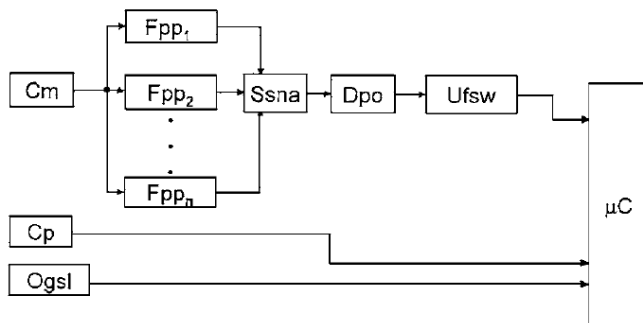 Fpp₁
Cm
Fpp₂
Ssna
Dpo
Ufsw
Fppₙ
μC
Cp
Ogsl